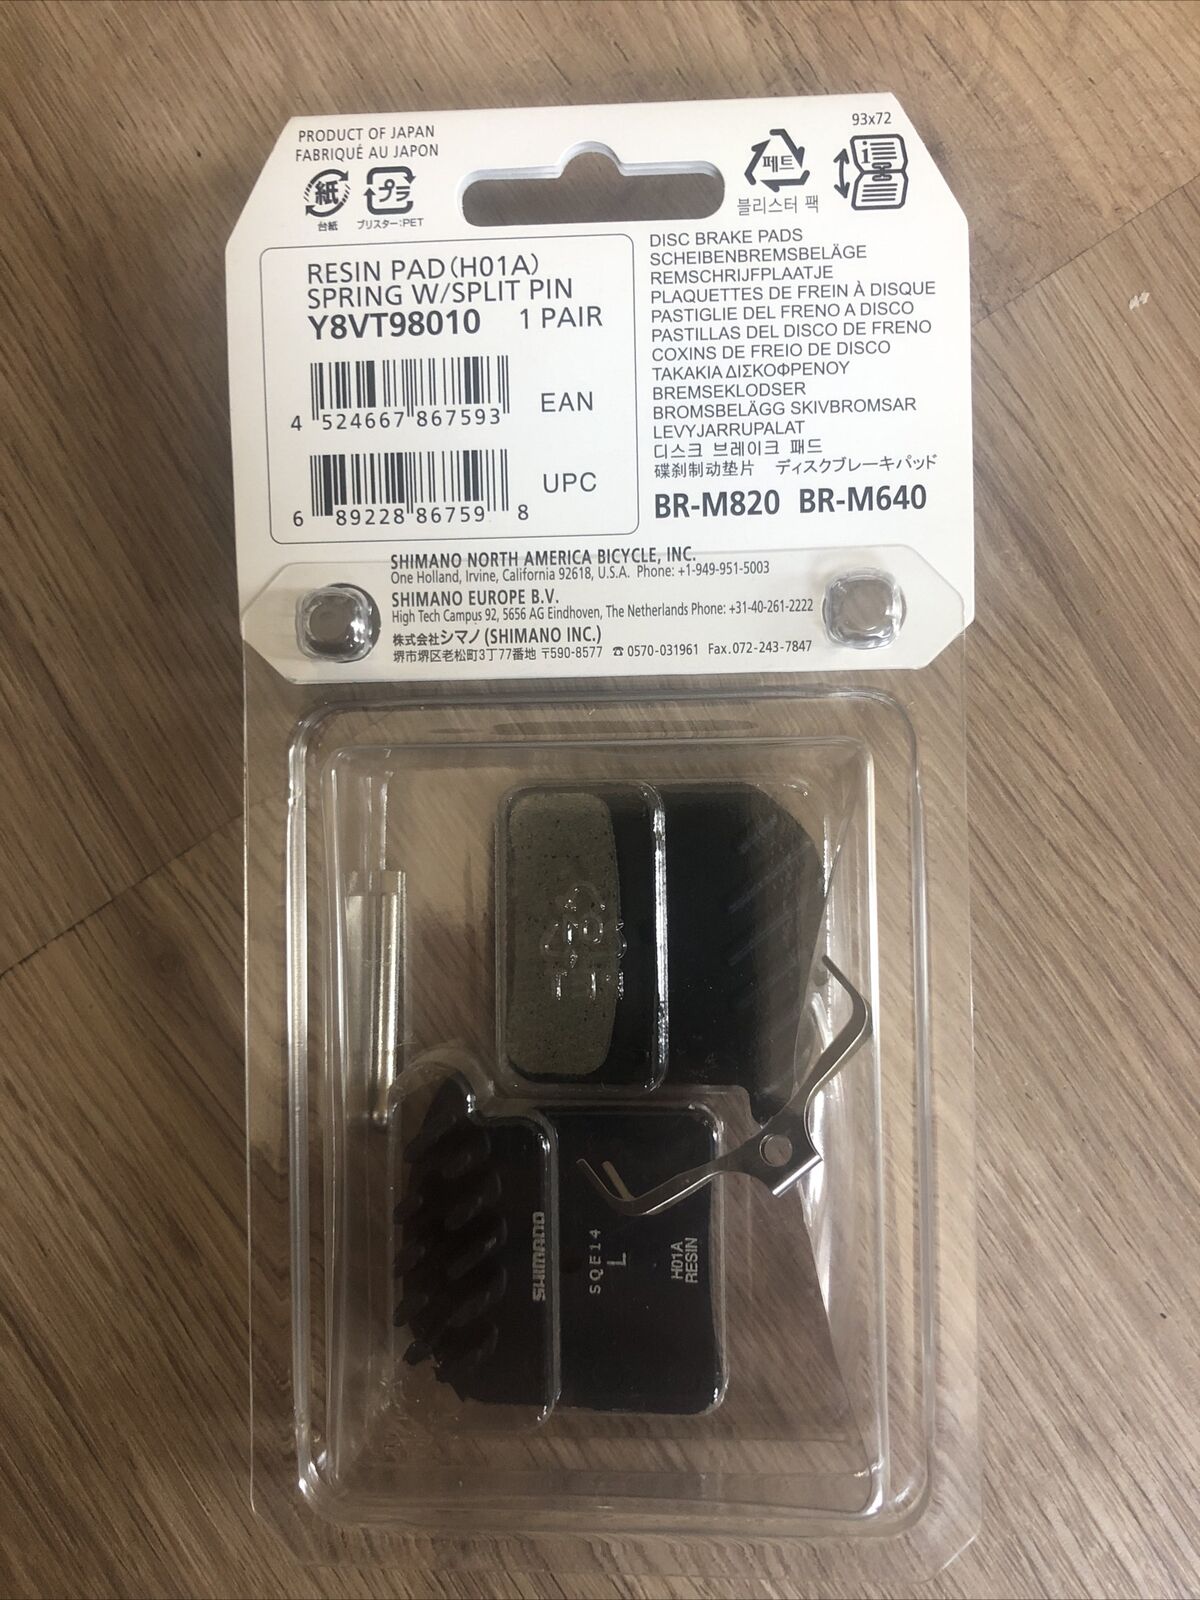 PRODUCT OF JAPAN
FABRIQUÉ AU JAPON
紙
台紙
プラ
ブリスター:PET
페트
블리스터 팩
93x72
i
RESIN PAD(H01A)
SPRING W/SPLIT PIN
Y8VT98010 1 PAIR
4 524667 867593
EAN
6 89228 86759 8
UPC
DISC BRAKE PADS
SCHEIBENBREMSBELÄGE
REMSCHRIJFPLAATJE
PLAQUETTES DE FREIN À DISQUE
PASTIGLIE DEL FRENO A DISCO
PASTILLAS DEL DISCO DE FRENO
COXINS DE FREIO DE DISCO
ΤΑΚΑΚΙΑ ΔΙΣΚΟΦΡΕΝΟΥ
BREMSEKLODSER
BROMSBELÄGG SKIVBROMSAR
LEVYJARRUPALAT
디스크 브레이크 패드
碟刹制动垫片 ディスクブレーキパッド
BR-M820 BR-M640
SHIMANO NORTH AMERICA BICYCLE, INC.
One Holland, Irvine, California 92618, U.S.A. Phone: +1-949-951-5003
SHIMANO EUROPE B.V.
High Tech Campus 92, 5656 AG Eindhoven, The Netherlands Phone: +31-40-261-2222
株式会社シマノ (SHIMANO INC.)
堺市堺区老松町3丁77番地 〒590-8577 ☎0570-031961 Fax.072-243-7847
SHIMANO
SQE14
L
H01A
RESIN